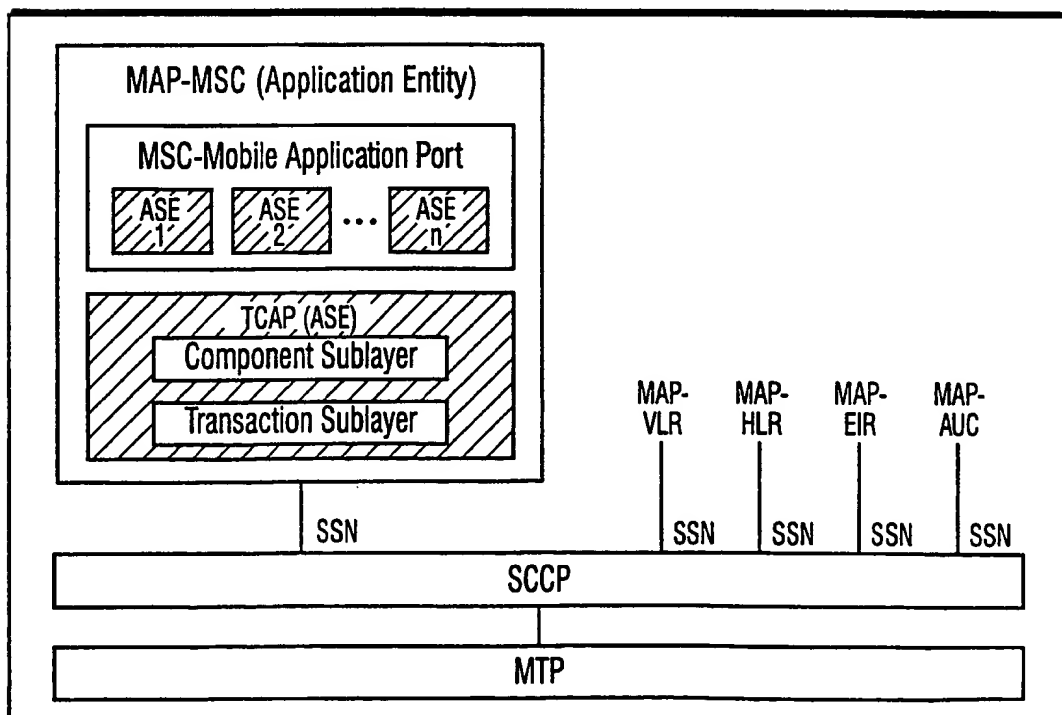 MAP-MSC (Application Entity)
MSC-Mobile Application Port
ASE
1
ASE
2
...
ASE
n
TCAP (ASE)
Component Sublayer
Transaction Sublayer
MAP-
VLR
MAP-
HLR
MAP-
EIR
MAP-
AUC
SSN
SSN
SSN
SSN
SSN
SCCP
MTP